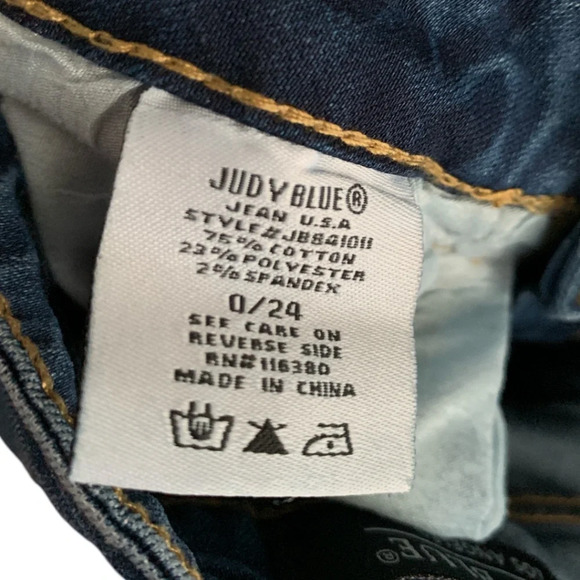 JUDY BLUE®
JEAN U.S.A
STYLE#JB841011
75% COTTON
23% POLYESTER
2% SPANDEX
0/24
SEE CARE ON
REVERSE SIDE
RN# 116380
MADE IN CHINA